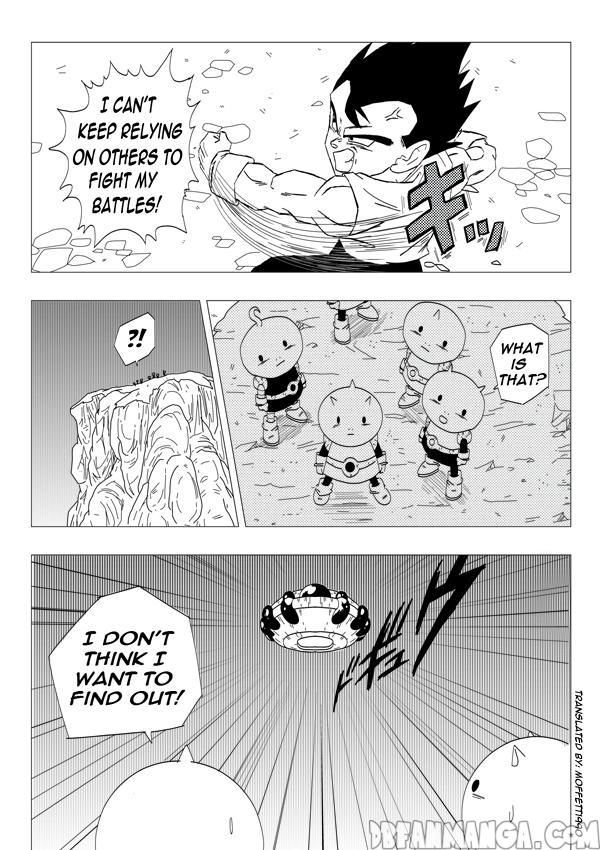 I CAN'T
KEEP RELYING
ON OTHERS TO
FIGHT MY
BATTLES!
ギッ
?!
WHAT
IS
THAT?
I DON'T
THINK I
WANT TO
FIND OUT!
ドギュ
TRANSLATED BY: MOFFETT1990
DBFANMANGA.COM